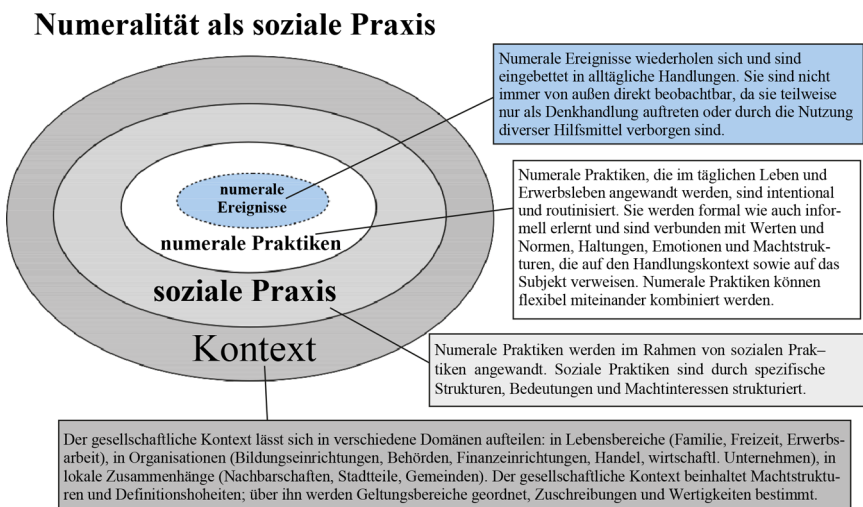 Numeralität als soziale Praxis
Numerale Ereignisse wiederholen sich und sind
eingebettet in alltägliche Handlungen. Sie sind nicht
immer von außen direkt beobachtbar, da sie teilweise
nur als Denkhandlung auftreten oder durch die Nutzung
diverser Hilfsmittel verborgen sind.
numerale
Ereignisse
numerale Praktiken
soziale Praxis
Kontext
Numerale Praktiken, die im täglichen Leben und
Erwerbsleben angewandt werden, sind intentional
und routinisiert. Sie werden formal wie auch infor-
mell erlernt und sind verbunden mit Werten und
Normen, Haltungen, Emotionen und Machtstruk-
turen, die auf den Handlungskontext sowie auf das
Subjekt verweisen. Numerale Praktiken können
flexibel miteinander kombiniert werden.
Numerale Praktiken werden im Rahmen von sozialen Prak–
tiken angewandt. Soziale Praktiken sind durch spezifische
Strukturen, Bedeutungen und Machtinteressen strukturiert.
Der gesellschaftliche Kontext lässt sich in verschiedene Domänen aufteilen: in Lebensbereiche (Familie, Freizeit, Erwerbs-
arbeit), in Organisationen (Bildungseinrichtungen, Behörden, Finanzeinrichtungen, Handel, wirtschaftl. Unternehmen), in
lokale Zusammenhänge (Nachbarschaften, Stadtteile, Gemeinden). Der gesellschaftliche Kontext beinhaltet Machtstruktu-
ren und Definitionshoheiten; über ihn werden Geltungsbereiche geordnet, Zuschreibungen und Wertigkeiten bestimmt.